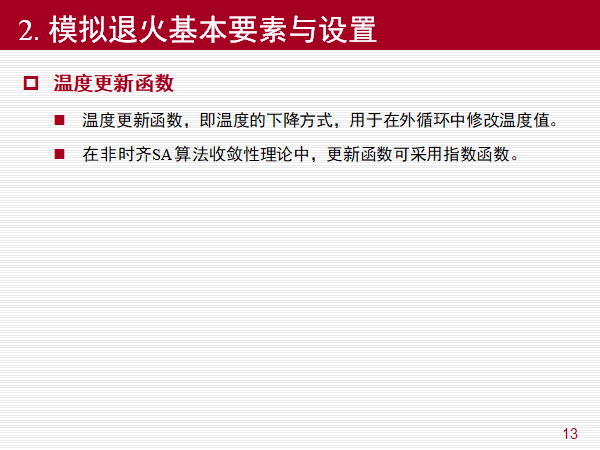 2. 模拟退火基本要素与设置
温度更新函数
温度更新函数，即温度的下降方式，用于在外循环中修改温度值。
在非时齐SA算法收敛性理论中，更新函数可采用指数函数。
13